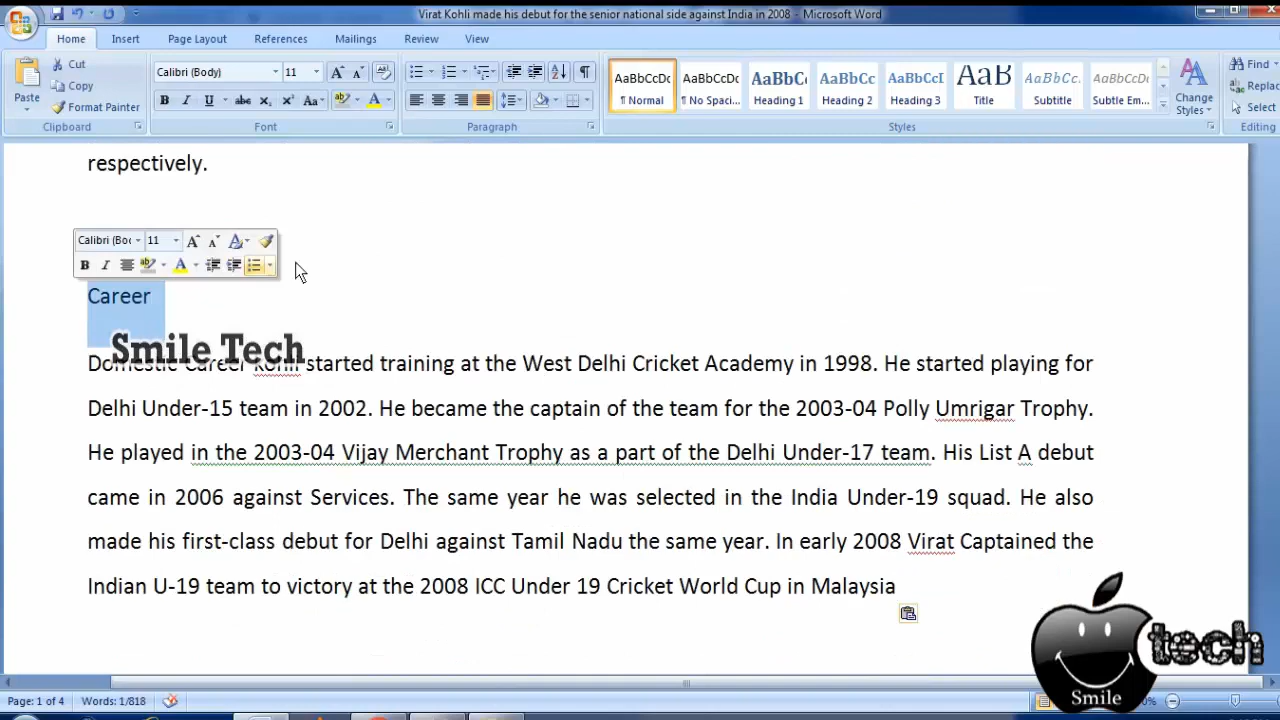 Virat Kohli made his debut for the senior national side against India in 2008 - Microsoft Word
Home Insert Page Layout References Mailings Review View
Cut
Copy
Format Painter
Paste
Clipboard
Calibri (Body) 11
B I U abc x₂ x² Aa
Font
Paragraph
AaBbCcDc AaBbCcDc AaBbC AaBbCc AaBbCcI AaB AaBbCc. AaBbCcDc
¶ Normal ¶ No Spaci... Heading 1 Heading 2 Heading 3 Title Subtitle Subtle Em...
Change Styles
Styles
Find
Replac
Select
Editing
respectively.
Calibri (Boc 11
B I
Career
Smile Tech
Domestic Career Kohli started training at the West Delhi Cricket Academy in 1998. He started playing for
Delhi Under-15 team in 2002. He became the captain of the team for the 2003-04 Polly Umrigar Trophy.
He played in the 2003-04 Vijay Merchant Trophy as a part of the Delhi Under-17 team. His List A debut
came in 2006 against Services. The same year he was selected in the India Under-19 squad. He also
made his first-class debut for Delhi against Tamil Nadu the same year. In early 2008 Virat Captained the
Indian U-19 team to victory at the 2008 ICC Under 19 Cricket World Cup in Malaysia
tech
Smile
Page: 1 of 4 Words: 1/818